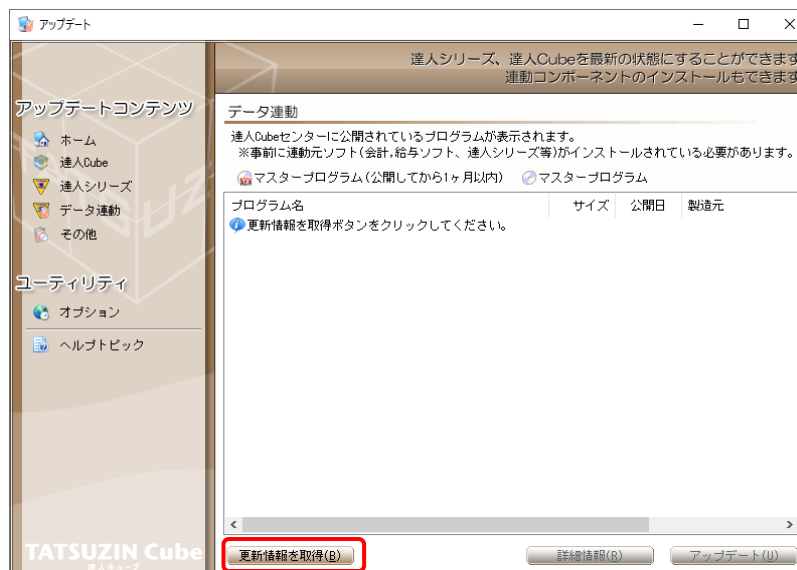 アップデート
達人シリーズ、達人Cubeを最新の状態にすることができます
連動コンポーネントのインストールもできます
アップデートコンテンツ
ホーム
達人Cube
達人シリーズ
データ連動
その他
ユーティリティ
オプション
ヘルプトピック
TATSUZIN Cube
達人キューブ
データ連動
達人Cubeセンターに公開されているプログラムが表示されます。
※事前に連動元ソフト(会計,給与ソフト、達人シリーズ等)がインストールされている必要があります。
マスタープログラム(公開してから1ヶ月以内) マスタープログラム
プログラム名 サイズ 公開日 製造元
更新情報を取得ボタンをクリックしてください。
更新情報を取得(B) 詳細情報(R) アップデート(U)